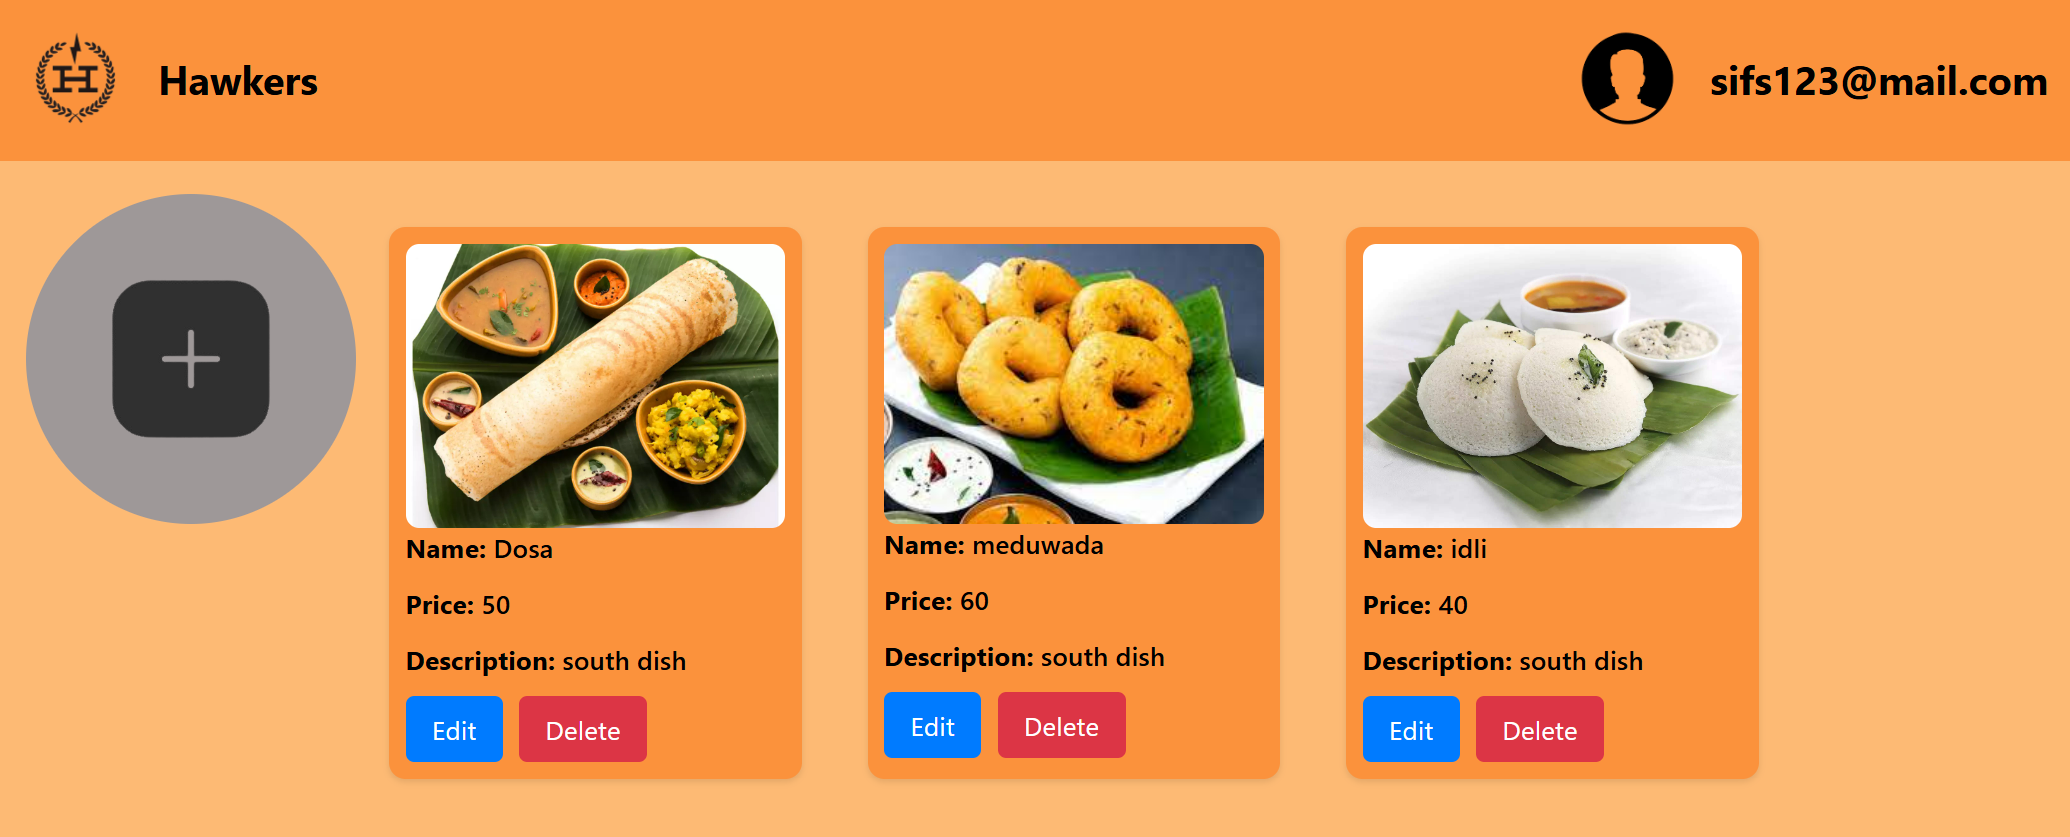 H
Hawkers
sifs123@mail.com
Name: Dosa
Price: 50
Description: south dish
Edit Delete
Name: meduwada
Price: 60
Description: south dish
Edit Delete
Name: idli
Price: 40
Description: south dish
Edit Delete